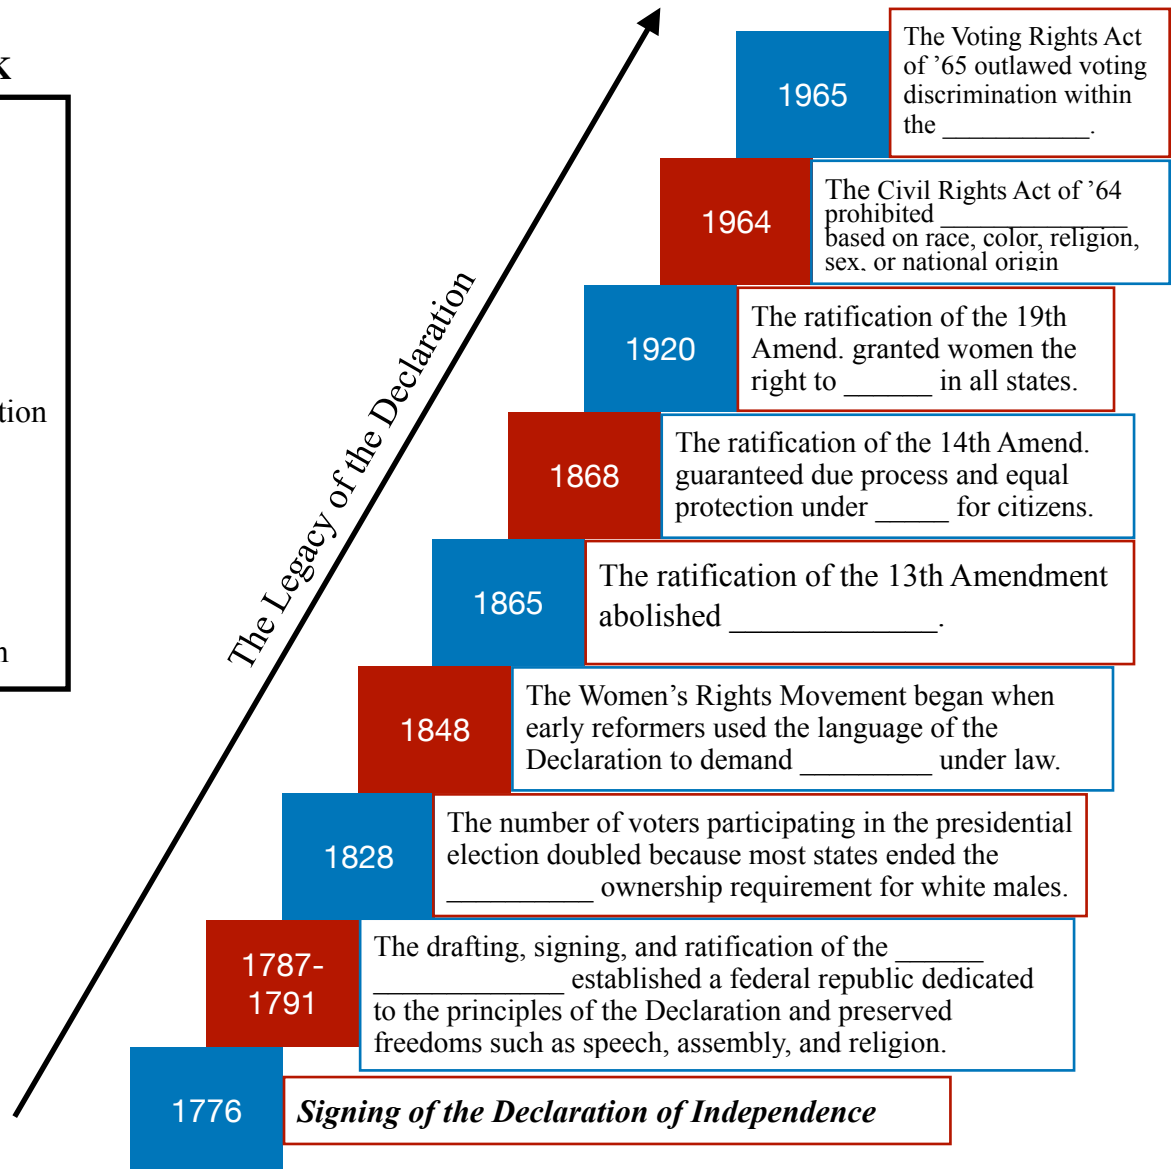 K
tion
n
The Legacy of the Declaration
1965
The Voting Rights Act
of ’65 outlawed voting
discrimination within
the ___________.
1964
The Civil Rights Act of ’64
prohibited ______________
based on race, color, religion,
sex, or national origin
1920
The ratification of the 19th
Amend. granted women the
right to ______ in all states.
1868
The ratification of the 14th Amend.
guaranteed due process and equal
protection under _____ for citizens.
1865
The ratification of the 13th Amendment
abolished ______________.
1848
The Women’s Rights Movement began when
early reformers used the language of the
Declaration to demand _________ under law.
1828
The number of voters participating in the presidential
election doubled because most states ended the
__________ ownership requirement for white males.
1787-
1791
The drafting, signing, and ratification of the ______
_____________ established a federal republic dedicated
to the principles of the Declaration and preserved
freedoms such as speech, assembly, and religion.
1776
Signing of the Declaration of Independence